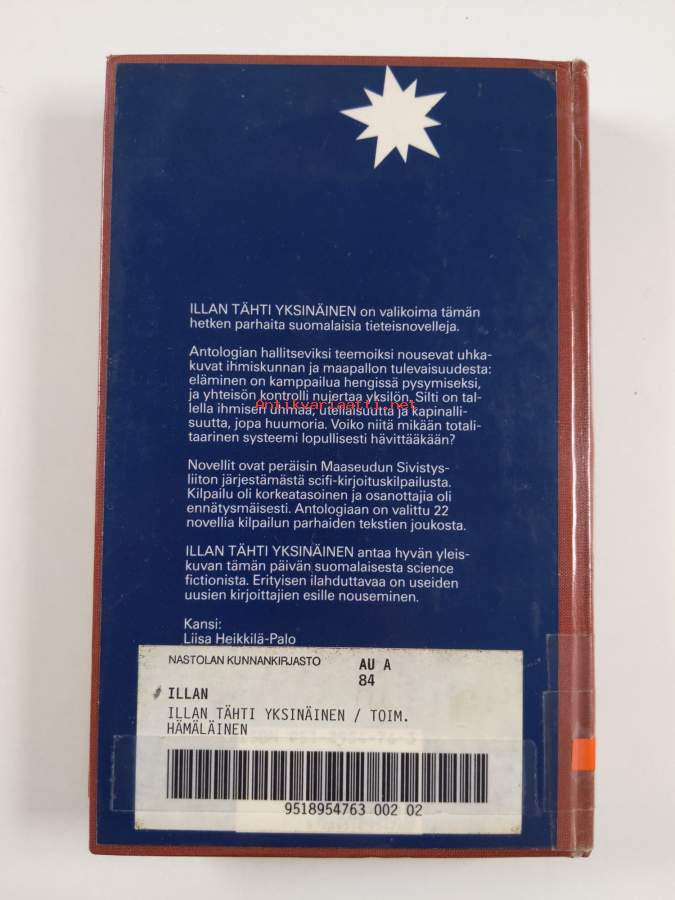 ILLAN TÄHTI YKSINÄINEN on valikoima tämän
hetken parhaita suomalaisia tieteisnovelleja.
Antologian hallitseviksi teemoiksi nousevat uhka-
kuvat ihmiskunnan ja maapallon tulevaisuudesta:
eläminen on kamppailua hengissä pysymiseksi,
ja yhteisön kontrolli nujertaa yksilön. Silti on tal-
lella ihmisen uhmaa, uteliaisuutta ja kapinalli-
Antikvariaatti.net
suutta, jopa huumoria. Voiko niitä mikään totali-
taarinen systeemi lopullisesti hävittääkään?
Novellit ovat peräisin Maaseudun Sivistys-
liiton järjestämästä scifi-kirjoituskilpailusta.
Kilpailu oli korkeatasoinen ja osanottajia oli
ennätysmäisesti. Antologiaan on valittu 22
novellia kilpailun parhaiden tekstien joukosta.
ILLAN TÄHTI YKSINÄINEN antaa hyvän yleis-
kuvan tämän päivän suomalaisesta science
fictionista. Erityisen ilahduttavaa on useiden
uusien kirjoittajien esille nouseminen.
Kansi:
Liisa Heikkilä-Palo
NASTOLAN KUNNANKIRJASTO
AU A
84
ILLAN
ILLAN TÄHTI YKSINÄINEN / TOIM.
HÄMÄLÄINEN
9518954763 002 02